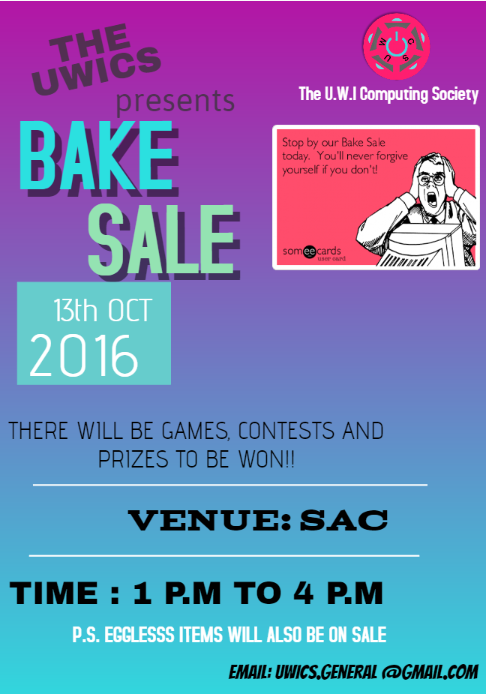 THE
UWICS
presents
BAKE
SALE
13th OCT
2016
U W I C S
The U.W.I Computing Society
Stop by our Bake Sale
today. You'll never forgive
yourself if you don't!
someecards
user card
THERE WILL BE GAMES, CONTESTS AND
PRIZES TO BE WON!!
VENUE: SAC
TIME : 1 P.M TO 4 P.M
P.S. EGGLESSS ITEMS WILL ALSO BE ON SALE
EMAIL: UWICS.GENERAL @GMAIL.COM